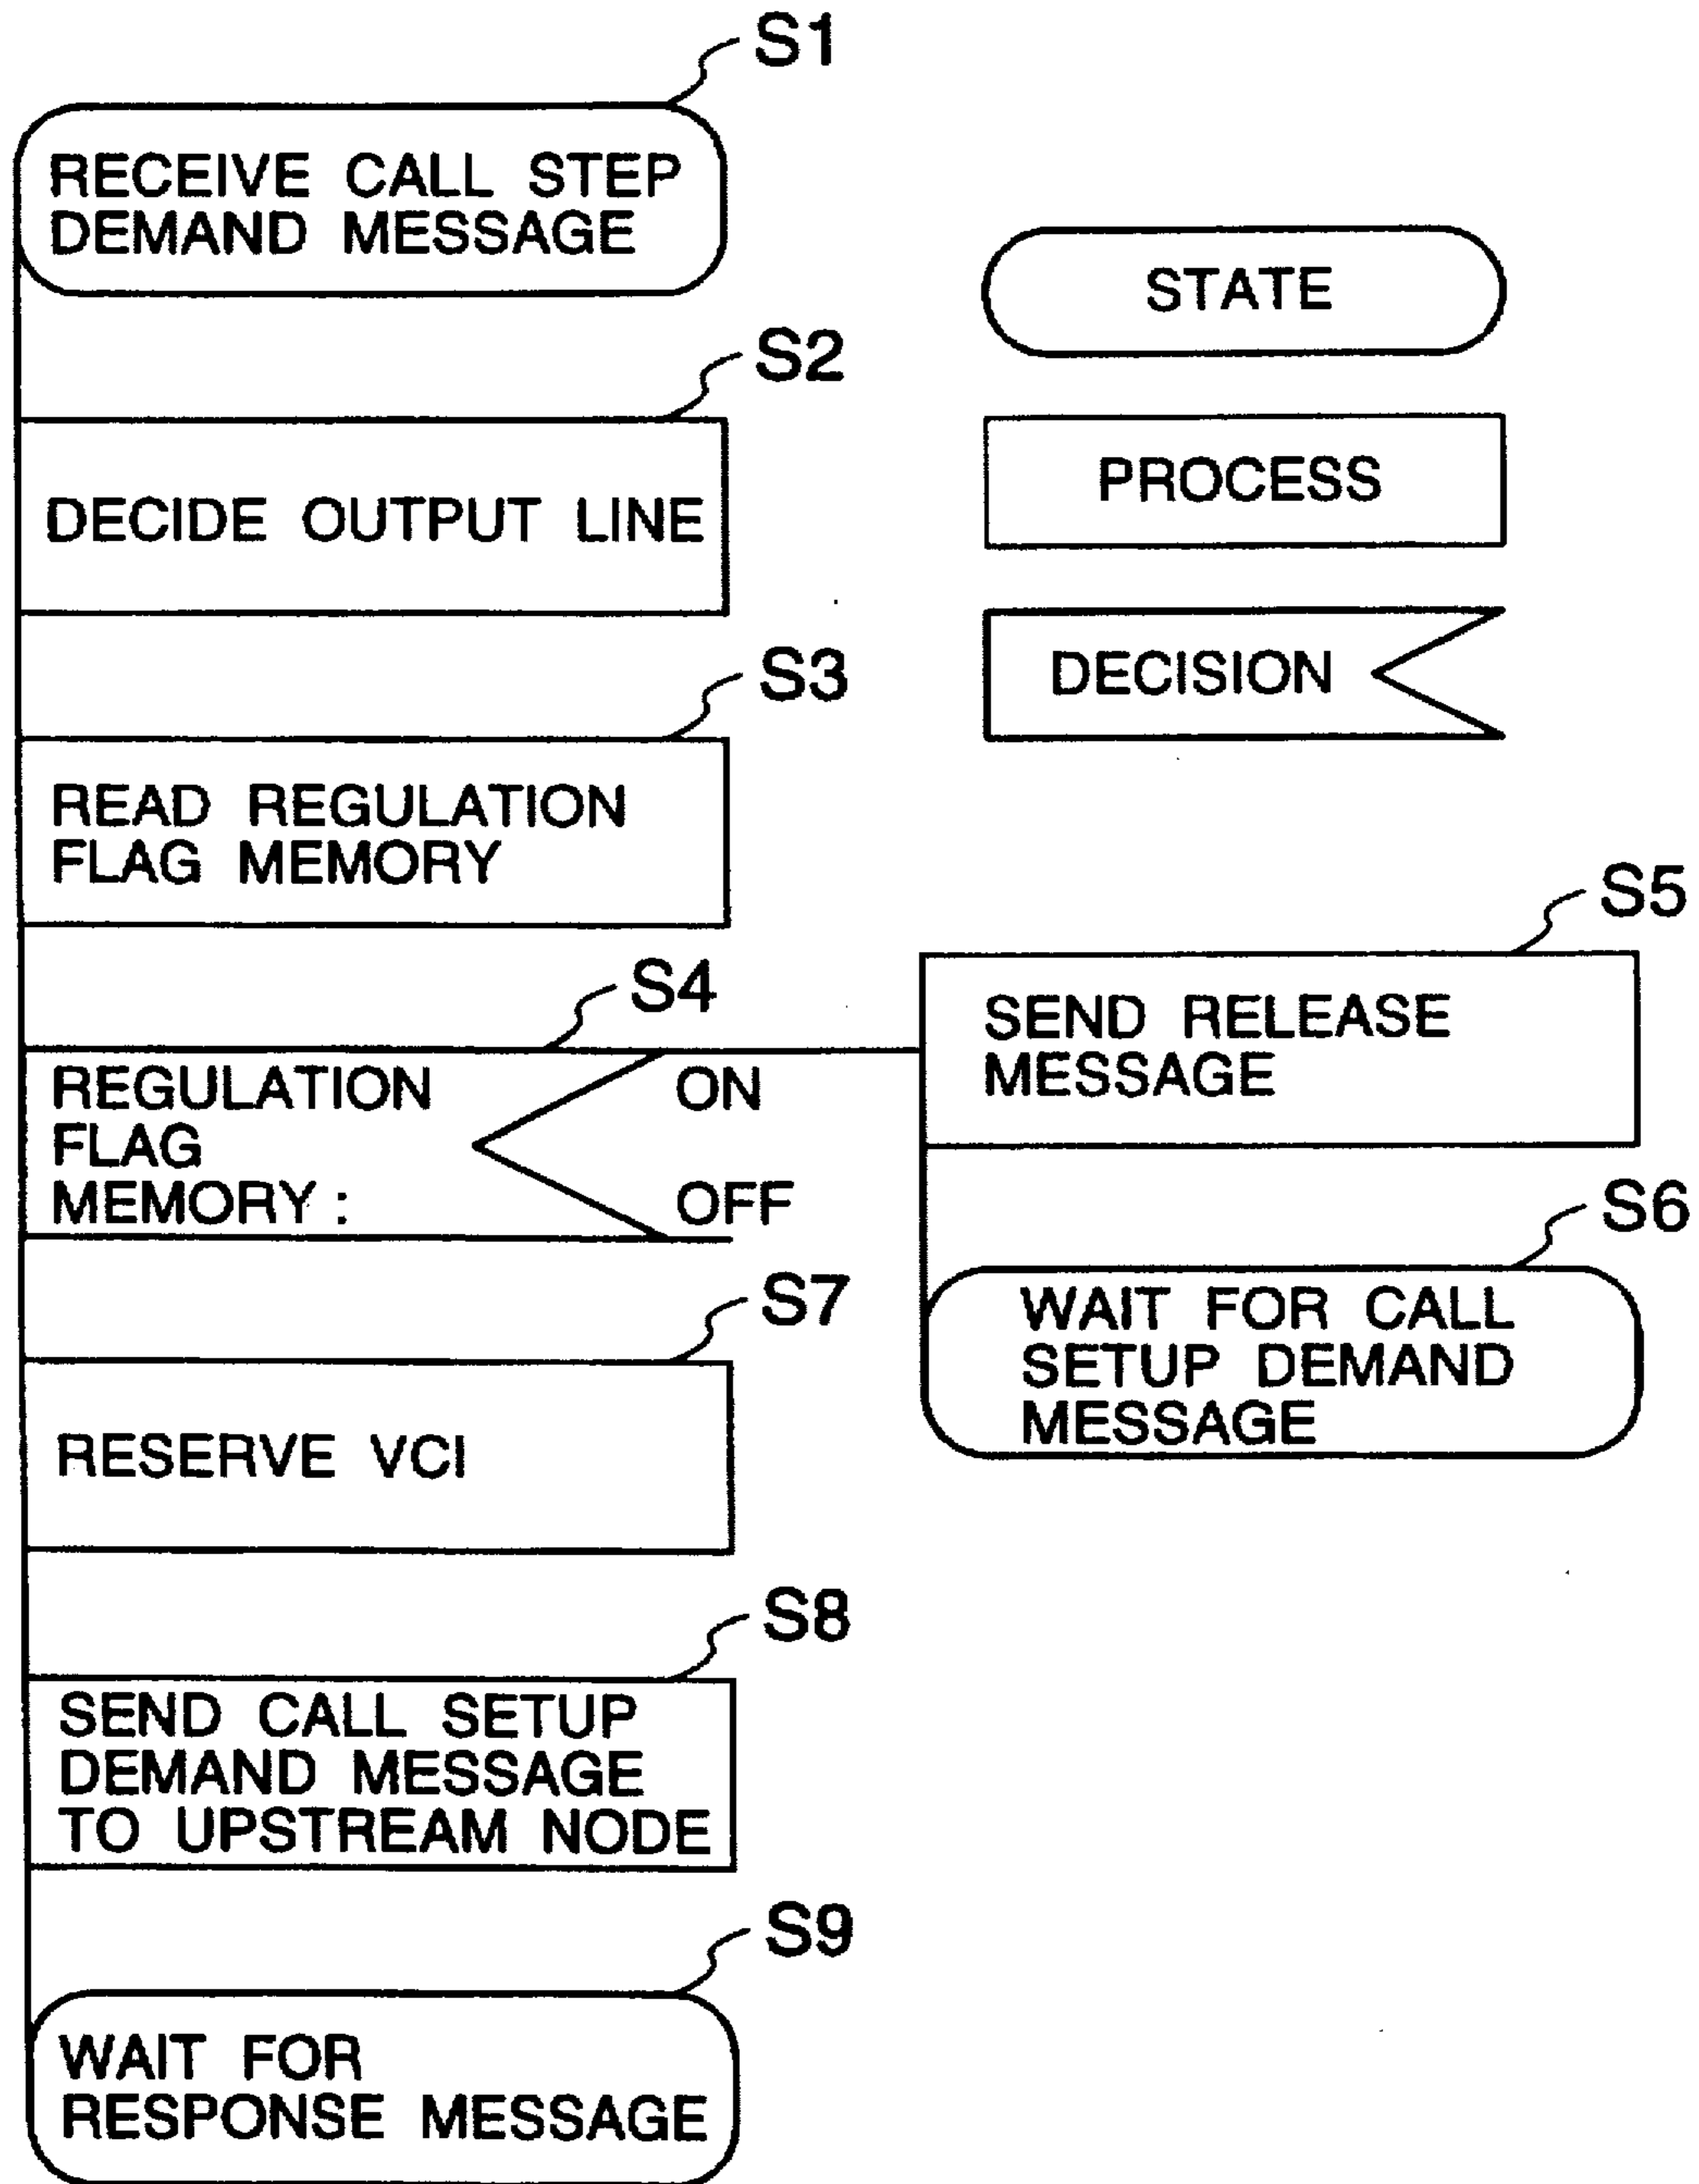 S1
RECEIVE CALL STEP
DEMAND MESSAGE
STATE
S2
DECIDE OUTPUT LINE
PROCESS
DECISION
S3
READ REGULATION
FLAG MEMORY
S4
REGULATION
FLAG
MEMORY :
ON
OFF
S5
SEND RELEASE
MESSAGE
S6
WAIT FOR CALL
SETUP DEMAND
MESSAGE
S7
RESERVE VCI
S8
SEND CALL SETUP
DEMAND MESSAGE
TO UPSTREAM NODE
S9
WAIT FOR
RESPONSE MESSAGE